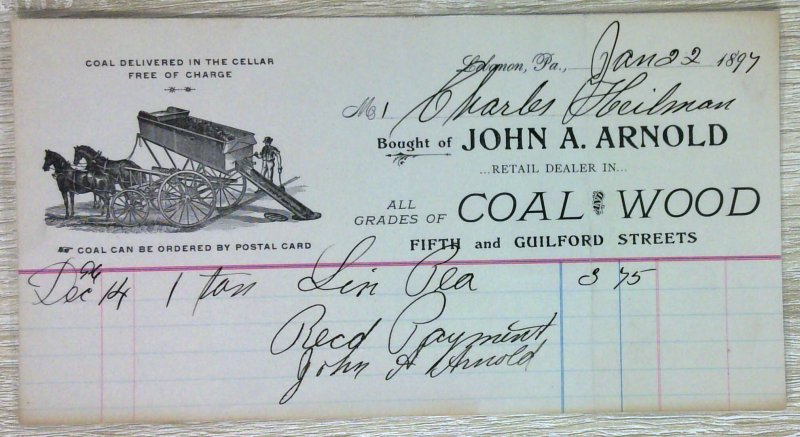 COAL DELIVERED IN THE CELLAR
FREE OF CHARGE
Lebanon, Pa., Jan 22 1897
Mr Charles Heilman
Bought of JOHN A. ARNOLD
...RETAIL DEALER IN...
ALL GRADES OF COAL & WOOD
FIFTH and GUILFORD STREETS
COAL CAN BE ORDERED BY POSTAL CARD
96
Dec 14 1 ton Lin Pea 3 75
Recd Payment
John A Arnold